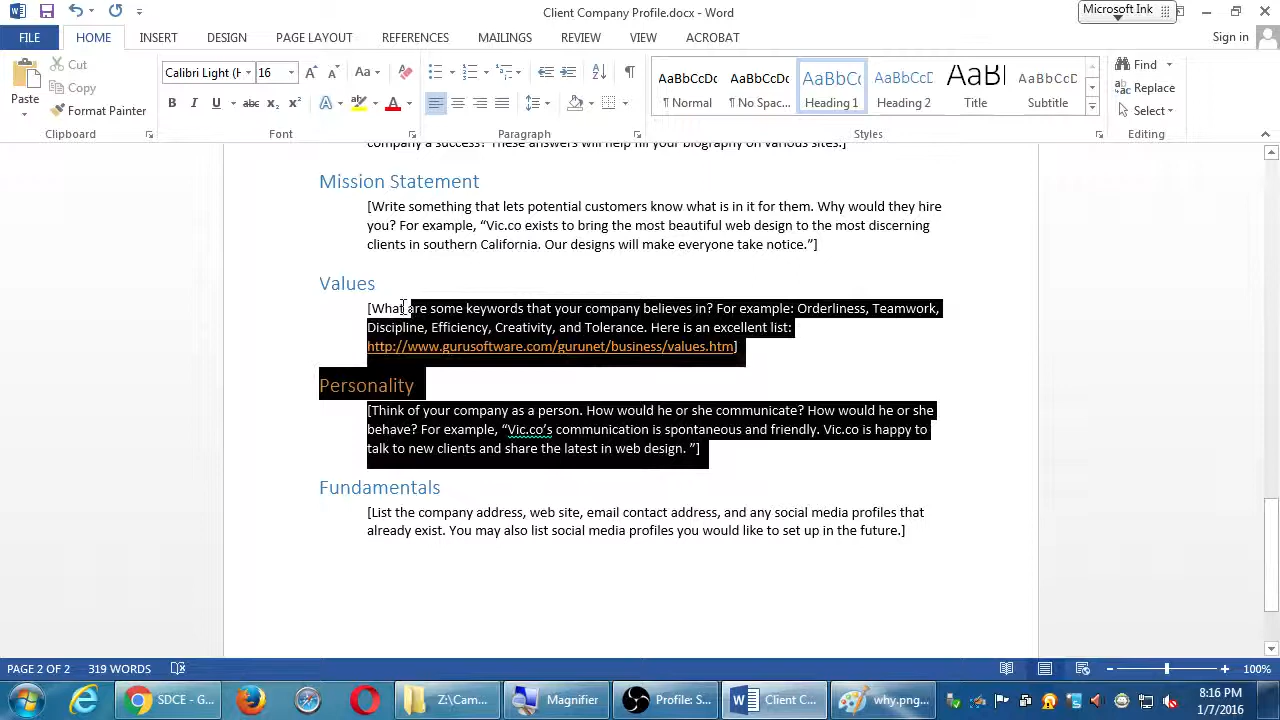 Client Company Profile.docx - Word
Microsoft Ink
FILE
HOME
INSERT
DESIGN
PAGE LAYOUT
REFERENCES
MAILINGS
REVIEW
VIEW
ACROBAT
Sign in
Paste
Cut
Copy
Format Painter
Clipboard
Calibri Light (H
16
Font
Paragraph
AaBbCcDc
¶ Normal
AaBbCcDc
¶ No Spac...
AaBbCc
Heading 1
AaBbCcD
Heading 2
AaB
Title
AaBbCcD
Subtitle
Styles
Find
Replace
Select
Editing
company a success? These answers will help fill your biography on various sites.]
Mission Statement
[Write something that lets potential customers know what is in it for them. Why would they hire
you? For example, “Vic.co exists to bring the most beautiful web design to the most discerning
clients in southern California. Our designs will make everyone take notice.”]
Values
[What are some keywords that your company believes in? For example: Orderliness, Teamwork,
Discipline, Efficiency, Creativity, and Tolerance. Here is an excellent list:
http://www.gurusoftware.com/gurunet/business/values.htm]
Personality
[Think of your company as a person. How would he or she communicate? How would he or she
behave? For example, “Vic.co’s communication is spontaneous and friendly. Vic.co is happy to
talk to new clients and share the latest in web design. ”]
Fundamentals
[List the company address, web site, email contact address, and any social media profiles that
already exist. You may also list social media profiles you would like to set up in the future.]
PAGE 2 OF 2
319 WORDS
100%
SDCE - G...
Z:\Cam...
Magnifier
Profile: S...
Client C...
why.png...
8:16 PM
1/7/2016